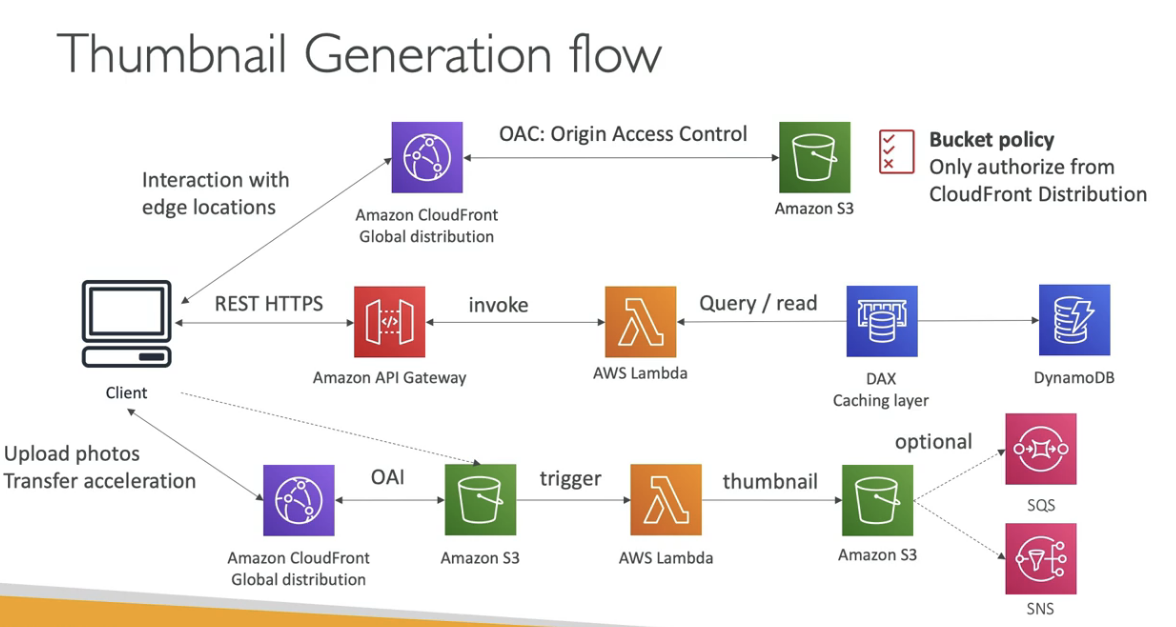 Thumbnail Generation flow
OAC: Origin Access Control
Bucket policy
Only authorize from
CloudFront Distribution
Interaction with
edge locations
Amazon CloudFront
Global distribution
Amazon S3
REST HTTPS
invoke
Query / read
Client
Amazon API Gateway
AWS Lambda
DAX
Caching layer
DynamoDB
Upload photos
Transfer acceleration
OAI
trigger
thumbnail
optional
Amazon CloudFront
Global distribution
Amazon S3
AWS Lambda
Amazon S3
SQS
SNS